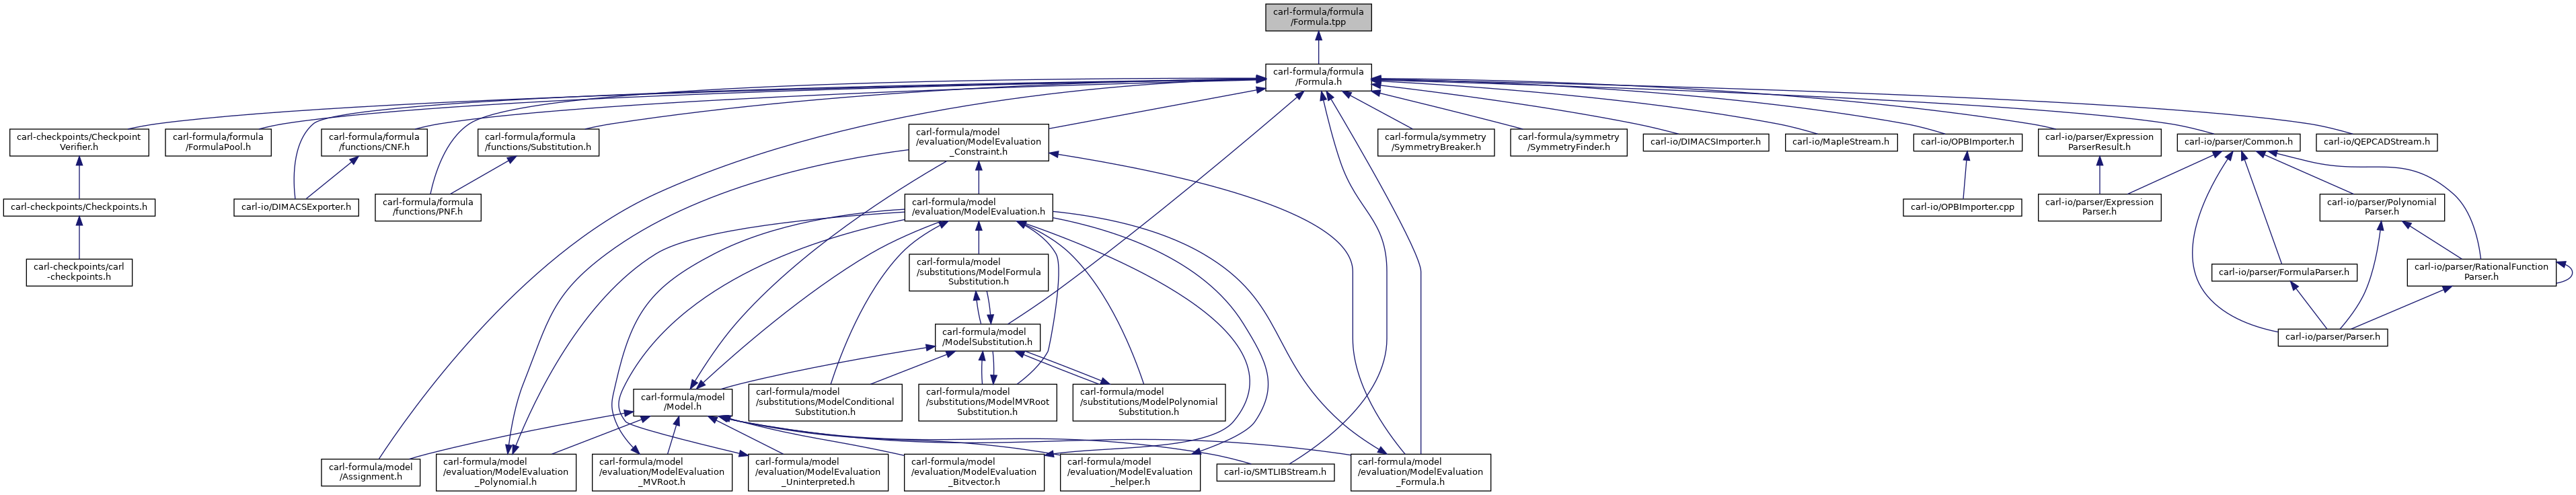 carl-formula/formula
/Formula.tpp
carl-formula/formula
/Formula.h
carl-checkpoints/Checkpoint
Verifier.h
carl-formula/formula
/FormulaPool.h
carl-formula/formula
/functions/CNF.h
carl-formula/formula
/functions/Substitution.h
carl-formula/model
/evaluation/ModelEvaluation
_Constraint.h
carl-formula/symmetry
/SymmetryBreaker.h
carl-formula/symmetry
/SymmetryFinder.h
carl-io/DIMACSImporter.h
carl-io/MapleStream.h
carl-io/OPBImporter.h
carl-io/parser/Expression
ParserResult.h
carl-io/parser/Common.h
carl-io/QEPCADStream.h
carl-checkpoints/Checkpoints.h
carl-io/DIMACSExporter.h
carl-formula/formula
/functions/PNF.h
carl-formula/model
/evaluation/ModelEvaluation.h
carl-io/OPBImporter.cpp
carl-io/parser/Expression
Parser.h
carl-io/parser/Polynomial
Parser.h
carl-checkpoints/carl
-checkpoints.h
carl-formula/model
/substitutions/ModelFormula
Substitution.h
carl-io/parser/FormulaParser.h
carl-io/parser/RationalFunction
Parser.h
carl-formula/model
/ModelSubstitution.h
carl-io/parser/Parser.h
carl-formula/model
/Model.h
carl-formula/model
/substitutions/ModelConditional
Substitution.h
carl-formula/model
/substitutions/ModelMVRoot
Substitution.h
carl-formula/model
/substitutions/ModelPolynomial
Substitution.h
carl-formula/model
/Assignment.h
carl-formula/model
/evaluation/ModelEvaluation
_Polynomial.h
carl-formula/model
/evaluation/ModelEvaluation
_MVRoot.h
carl-formula/model
/evaluation/ModelEvaluation
_Uninterpreted.h
carl-formula/model
/evaluation/ModelEvaluation
_Bitvector.h
carl-formula/model
/evaluation/ModelEvaluation
_helper.h
carl-io/SMTLIBStream.h
carl-formula/model
/evaluation/ModelEvaluation
_Formula.h